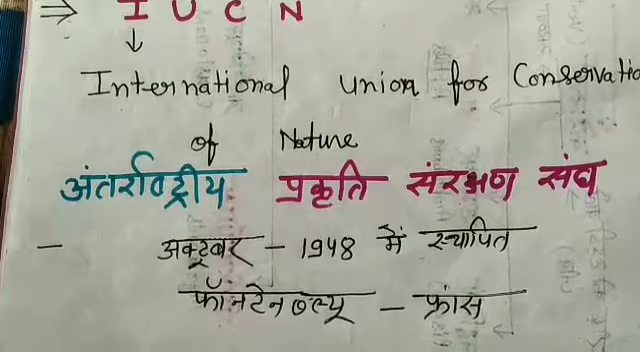 ⇒ I U C N
↓
International Union for Conservatio
of Nature
अंतर्राष्ट्रीय प्रकृति संरक्षण संघ
— अक्टूबर – 1948 में स्थापित
फॉनटेनब्ल्यू – फ्रांस